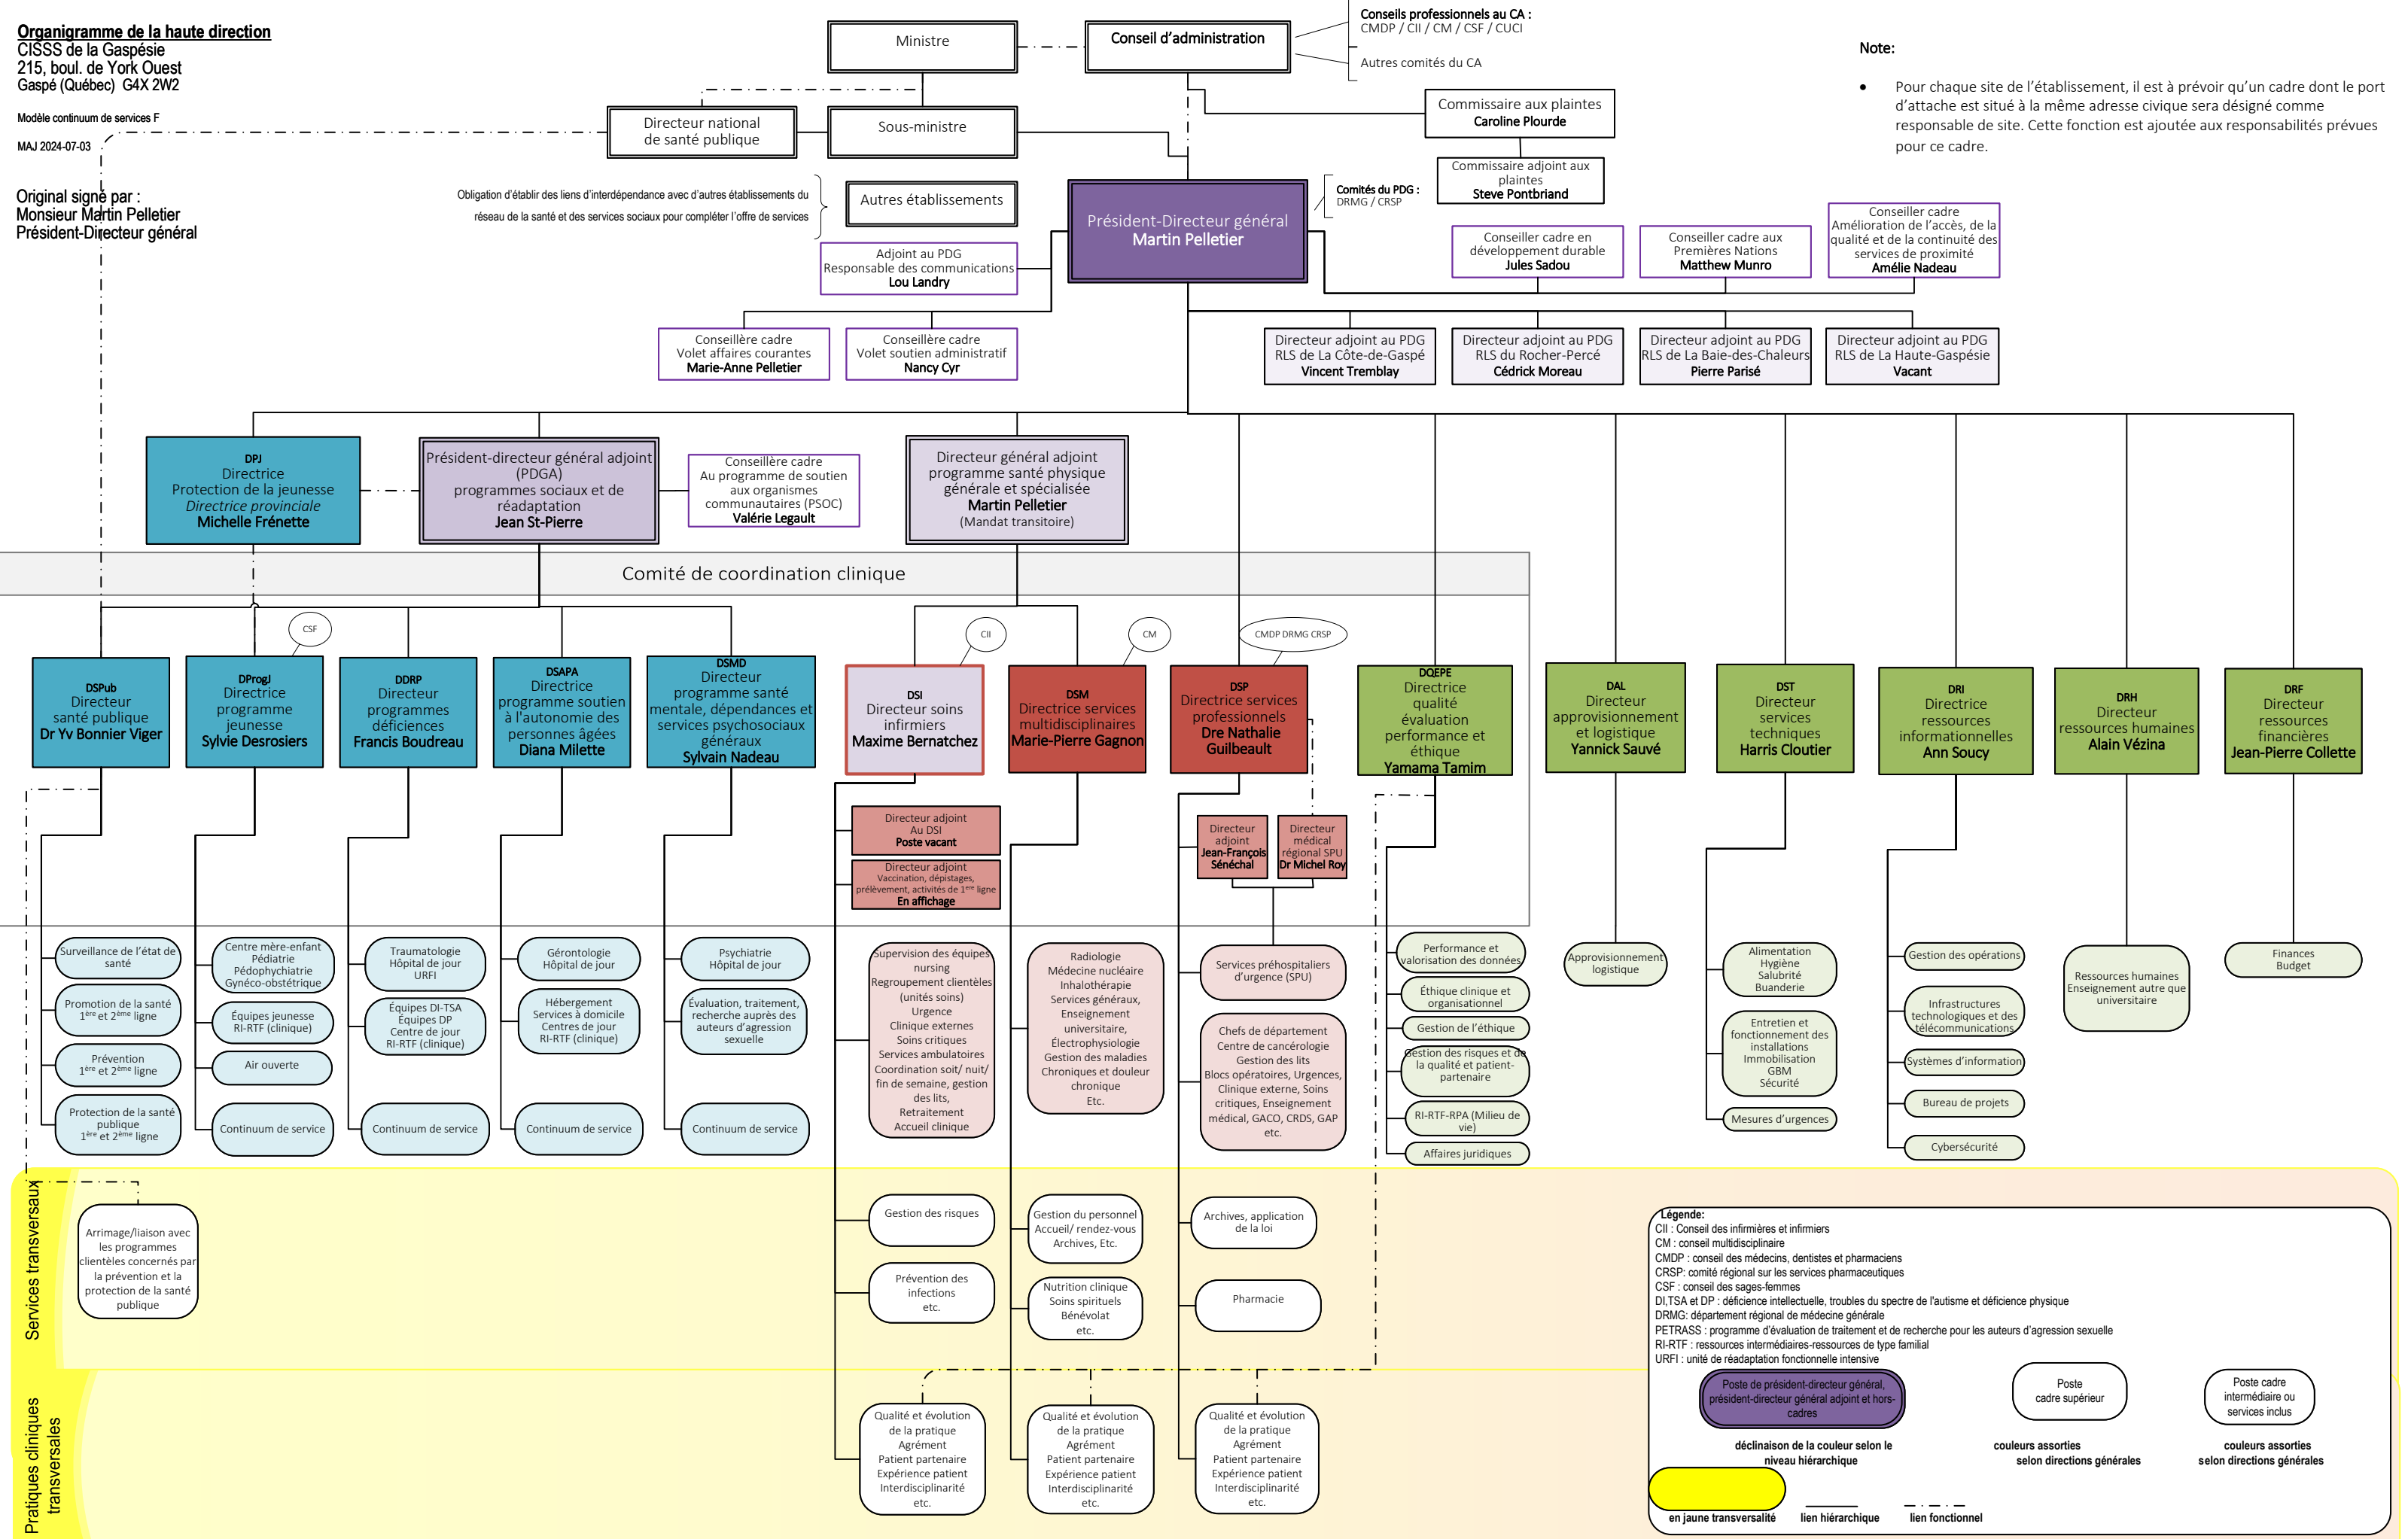 Organigramme de la haute direction
CISSS de la Gaspésie
215, boul. de York Ouest
Gaspé (Québec)  G4X 2W2
Modèle continuum de services F
MAJ 2024-07-03
Original signé par :
Monsieur Martin Pelletier
Président-Directeur général
Ministre
Conseil d'administration
Conseils professionnels au CA :
CMDP / CII / CM / CSF / CUCI
Autres comités du CA
Note:
• Pour chaque site de l'établissement, il est à prévoir qu'un cadre dont le port
d'attache est situé à la même adresse civique sera désigné comme
responsable de site. Cette fonction est ajoutée aux responsabilités prévues
pour ce cadre.
Directeur national
de santé publique
Sous-ministre
Commissaire aux plaintes
Caroline Plourde
Commissaire adjoint aux
plaintes
Steve Pontbriand
Obligation d'établir des liens d'interdépendance avec d'autres établissements du
réseau de la santé et des services sociaux pour compléter l'offre de services
Autres établissements
Président-Directeur général
Martin Pelletier
Comités du PDG :
DRMG / CRSP
Adjoint au PDG
Responsable des communications
Lou Landry
Conseiller cadre en
développement durable
Jules Sadou
Conseiller cadre aux
Premières Nations
Matthew Munro
Conseiller cadre
Amélioration de l'accès, de la
qualité et de la continuité des
services de proximité
Amélie Nadeau
Conseillère cadre
Volet affaires courantes
Marie-Anne Pelletier
Conseillère cadre
Volet soutien administratif
Nancy Cyr
Directeur adjoint au PDG
RLS de La Côte-de-Gaspé
Vincent Tremblay
Directeur adjoint au PDG
RLS du Rocher-Percé
Cédrick Moreau
Directeur adjoint au PDG
RLS de La Baie-des-Chaleurs
Pierre Parisé
Directeur adjoint au PDG
RLS de La Haute-Gaspésie
Vacant
DPJ
Directrice
Protection de la jeunesse
Directrice provinciale
Michelle Frénette
Président-directeur général adjoint
(PDGA)
programmes sociaux et de
réadaptation
Jean St-Pierre
Conseillère cadre
Au programme de soutien
aux organismes
communautaires (PSOC)
Valérie Legault
Directeur général adjoint
programme santé physique
générale et spécialisée
Martin Pelletier
(Mandat transitoire)
Comité de coordination clinique
CSF
CII
CM
CMDP DRMG CRSP
DSPub
Directeur
santé publique
Dr Yv Bonnier Viger
DProgJ
Directrice
programme
jeunesse
Sylvie Desrosiers
DDRP
Directeur
programmes
déficiences
Francis Boudreau
DSAPA
Directrice
programme soutien
à l'autonomie des
personnes âgées
Diana Milette
DSMD
Directeur
programme santé
mentale, dépendances et
services psychosociaux
généraux
Sylvain Nadeau
DSI
Directeur soins
infirmiers
Maxime Bernatchez
DSM
Directrice services
multidisciplinaires
Marie-Pierre Gagnon
DSP
Directrice services
professionnels
Dre Nathalie
Guilbeault
DQEPE
Directrice
qualité
évaluation
performance et
éthique
Yamama Tamim
DAL
Directeur
approvisionnement
et logistique
Yannick Sauvé
DST
Directeur
services
techniques
Harris Cloutier
DRI
Directrice
ressources
informationnelles
Ann Soucy
DRH
Directeur
ressources humaines
Alain Vézina
DRF
Directeur
ressources
financières
Jean-Pierre Collette
Directeur adjoint
Au DSI
Poste vacant
Directeur adjoint
Vaccination, dépistages,
prélèvement, activités de 1ere ligne
En affichage
Directeur
adjoint
Jean-François
Sénéchal
Directeur
médical
régional SPU
Dr Michel Roy
Surveillance de l'état de
santé
Promotion de la santé
1ère et 2ème ligne
Prévention
1ère et 2ème ligne
Protection de la santé
publique
1ère et 2ème ligne
Centre mère-enfant
Pédiatrie
Pédophychiatrie
Gynéco-obstétrique
Équipes jeunesse
RI-RTF (clinique)
Air ouverte
Continuum de service
Traumatologie
Hôpital de jour
URFI
Équipes DI-TSA
Équipes DP
Centre de jour
RI-RTF (clinique)
Continuum de service
Gérontologie
Hôpital de jour
Hébergement
Services à domicile
Centres de jour
RI-RTF (clinique)
Continuum de service
Psychiatrie
Hôpital de jour
Évaluation, traitement,
recherche auprès des
auteurs d'agression
sexuelle
Continuum de service
Supervision des équipes
nursing
Regroupement clientèles
(unités soins)
Urgence
Clinique externes
Soins critiques
Services ambulatoires
Coordination soit/ nuit/
fin de semaine, gestion
des lits,
Retraitement
Accueil clinique
Radiologie
Médecine nucléaire
Inhalothérapie
Services généraux,
Enseignement
universitaire,
Électrophysiologie
Gestion des maladies
Chroniques et douleur
chronique
Etc.
Services préhospitaliers
d'urgence (SPU)
Chefs de département
Centre de cancérologie
Gestion des lits
Blocs opératoires, Urgences,
Clinique externe, Soins
critiques, Enseignement
médical, GACO, CRDS, GAP
etc.
Performance et
valorisation des données
Éthique clinique et
organisationnel
Gestion de l'éthique
Gestion des risques et de
la qualité et patient-
partenaire
RI-RTF-RPA (Milieu de
vie)
Affaires juridiques
Approvisionnement
logistique
Alimentation
Hygiène
Salubrité
Buanderie
Entretien et
fonctionnement des
installations
Immobilisation
GBM
Sécurité
Mesures d'urgences
Gestion des opérations
Infrastructures
technologiques et des
télécommunications
Systèmes d'information
Bureau de projets
Cybersécurité
Ressources humaines
Enseignement autre que
universitaire
Finances
Budget
Services transversaux
Arrimage/liaison avec
les programmes
clientèles concernés par
la prévention et la
protection de la santé
publique
Gestion des risques
Prévention des
infections
etc.
Gestion du personnel
Accueil/ rendez-vous
Archives, Etc.
Nutrition clinique
Soins spirituels
Bénévolat
etc.
Archives, application
de la loi
Pharmacie
Pratiques cliniques
transversales
Qualité et évolution
de la pratique
Agrément
Patient partenaire
Expérience patient
Interdisciplinarité
etc.
Qualité et évolution
de la pratique
Agrément
Patient partenaire
Expérience patient
Interdisciplinarité
etc.
Qualité et évolution
de la pratique
Agrément
Patient partenaire
Expérience patient
Interdisciplinarité
etc.
Légende:
CII : Conseil des infirmières et infirmiers
CM : conseil multidisciplinaire
CMDP : conseil des médecins, dentistes et pharmaciens
CRSP: comité régional sur les services pharmaceutiques
CSF : conseil des sages-femmes
DI,TSA et DP : déficience intellectuelle, troubles du spectre de l'autisme et déficience physique
DRMG: département régional de médecine générale
PETRASS : programme d'évaluation de traitement et de recherche pour les auteurs d'agression sexuelle
RI-RTF : ressources intermédiaires-ressources de type familial
URFI : unité de réadaptation fonctionnelle intensive
Poste de président-directeur général,
président-directeur général adjoint et hors-
cadres
Poste
cadre supérieur
Poste cadre
intermédiaire ou
services inclus
déclinaison de la couleur selon le
niveau hiérarchique
couleurs assorties
selon directions générales
couleurs assorties
selon directions générales
en jaune transversalité
lien hiérarchique
lien fonctionnel